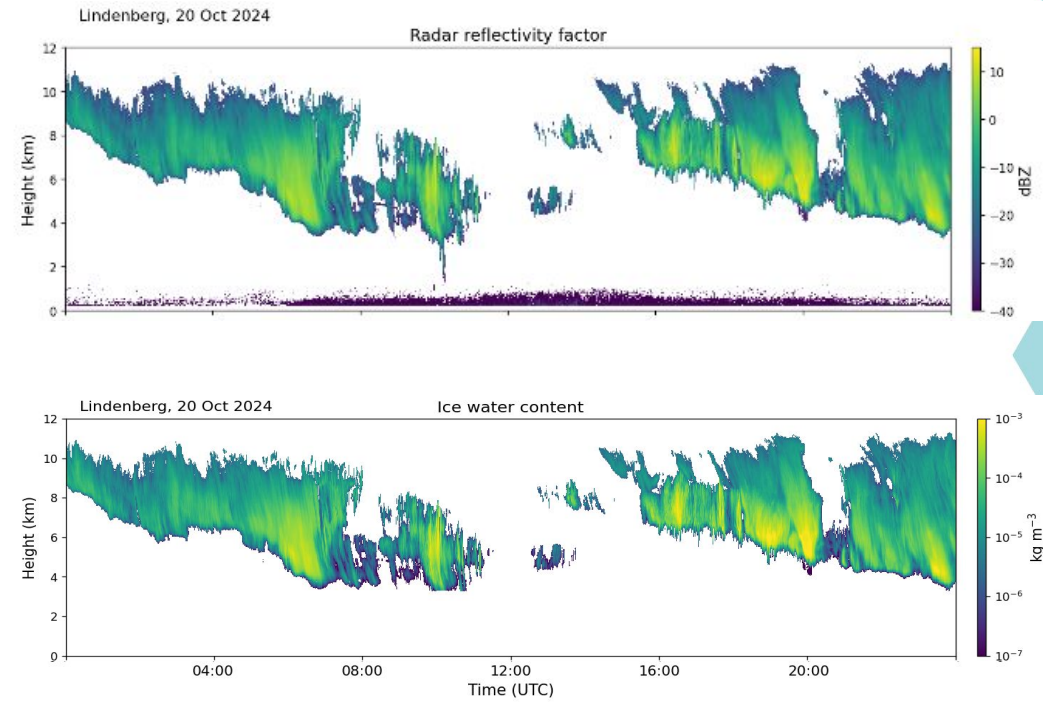 Lindenberg, 20 Oct 2024
Radar reflectivity factor
12
10
8
6
4
2
0
Height (km)
10
0
−10
−20
−30
−40
dBZ
Lindenberg, 20 Oct 2024
Ice water content
12
10
8
6
4
2
0
Height (km)
04:00 08:00 12:00 16:00 20:00
Time (UTC)
10⁻³
10⁻⁴
10⁻⁵
10⁻⁶
10⁻⁷
kg m⁻³